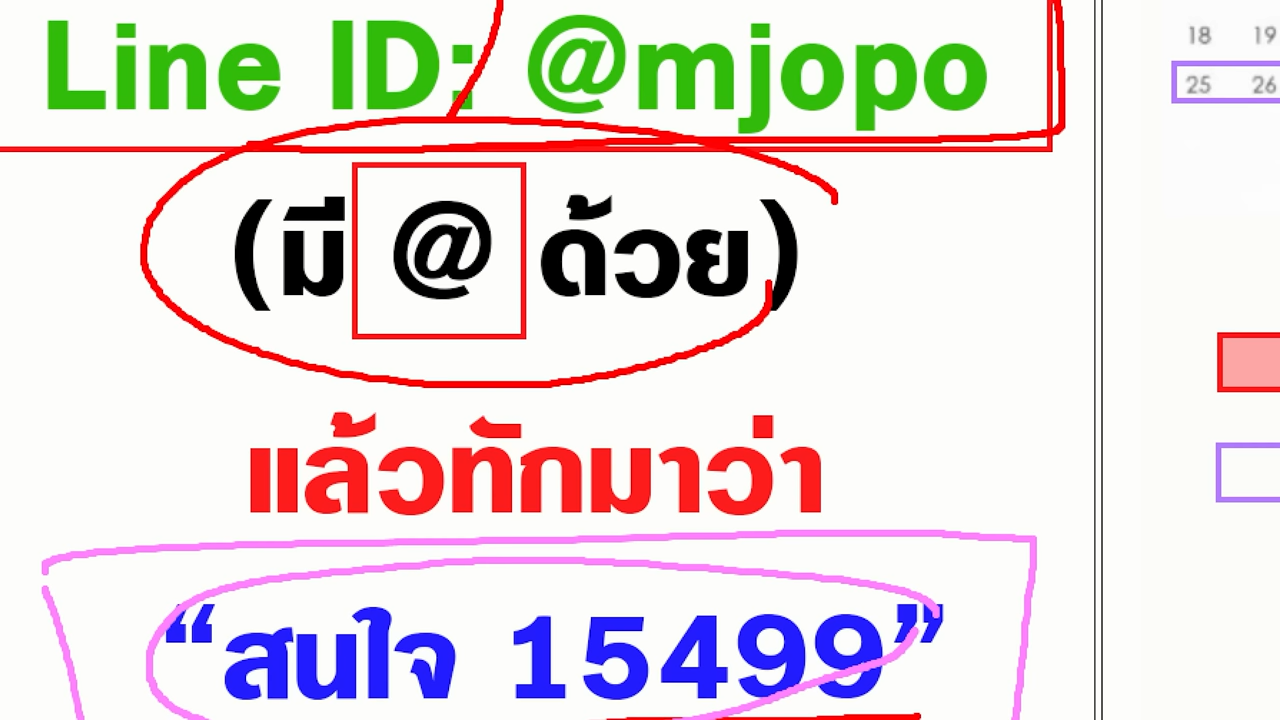 Line ID: @mjopo
(มี @ ด้วย)
แล้วทักมาว่า
“สนใจ 15499”
18 19
25 26